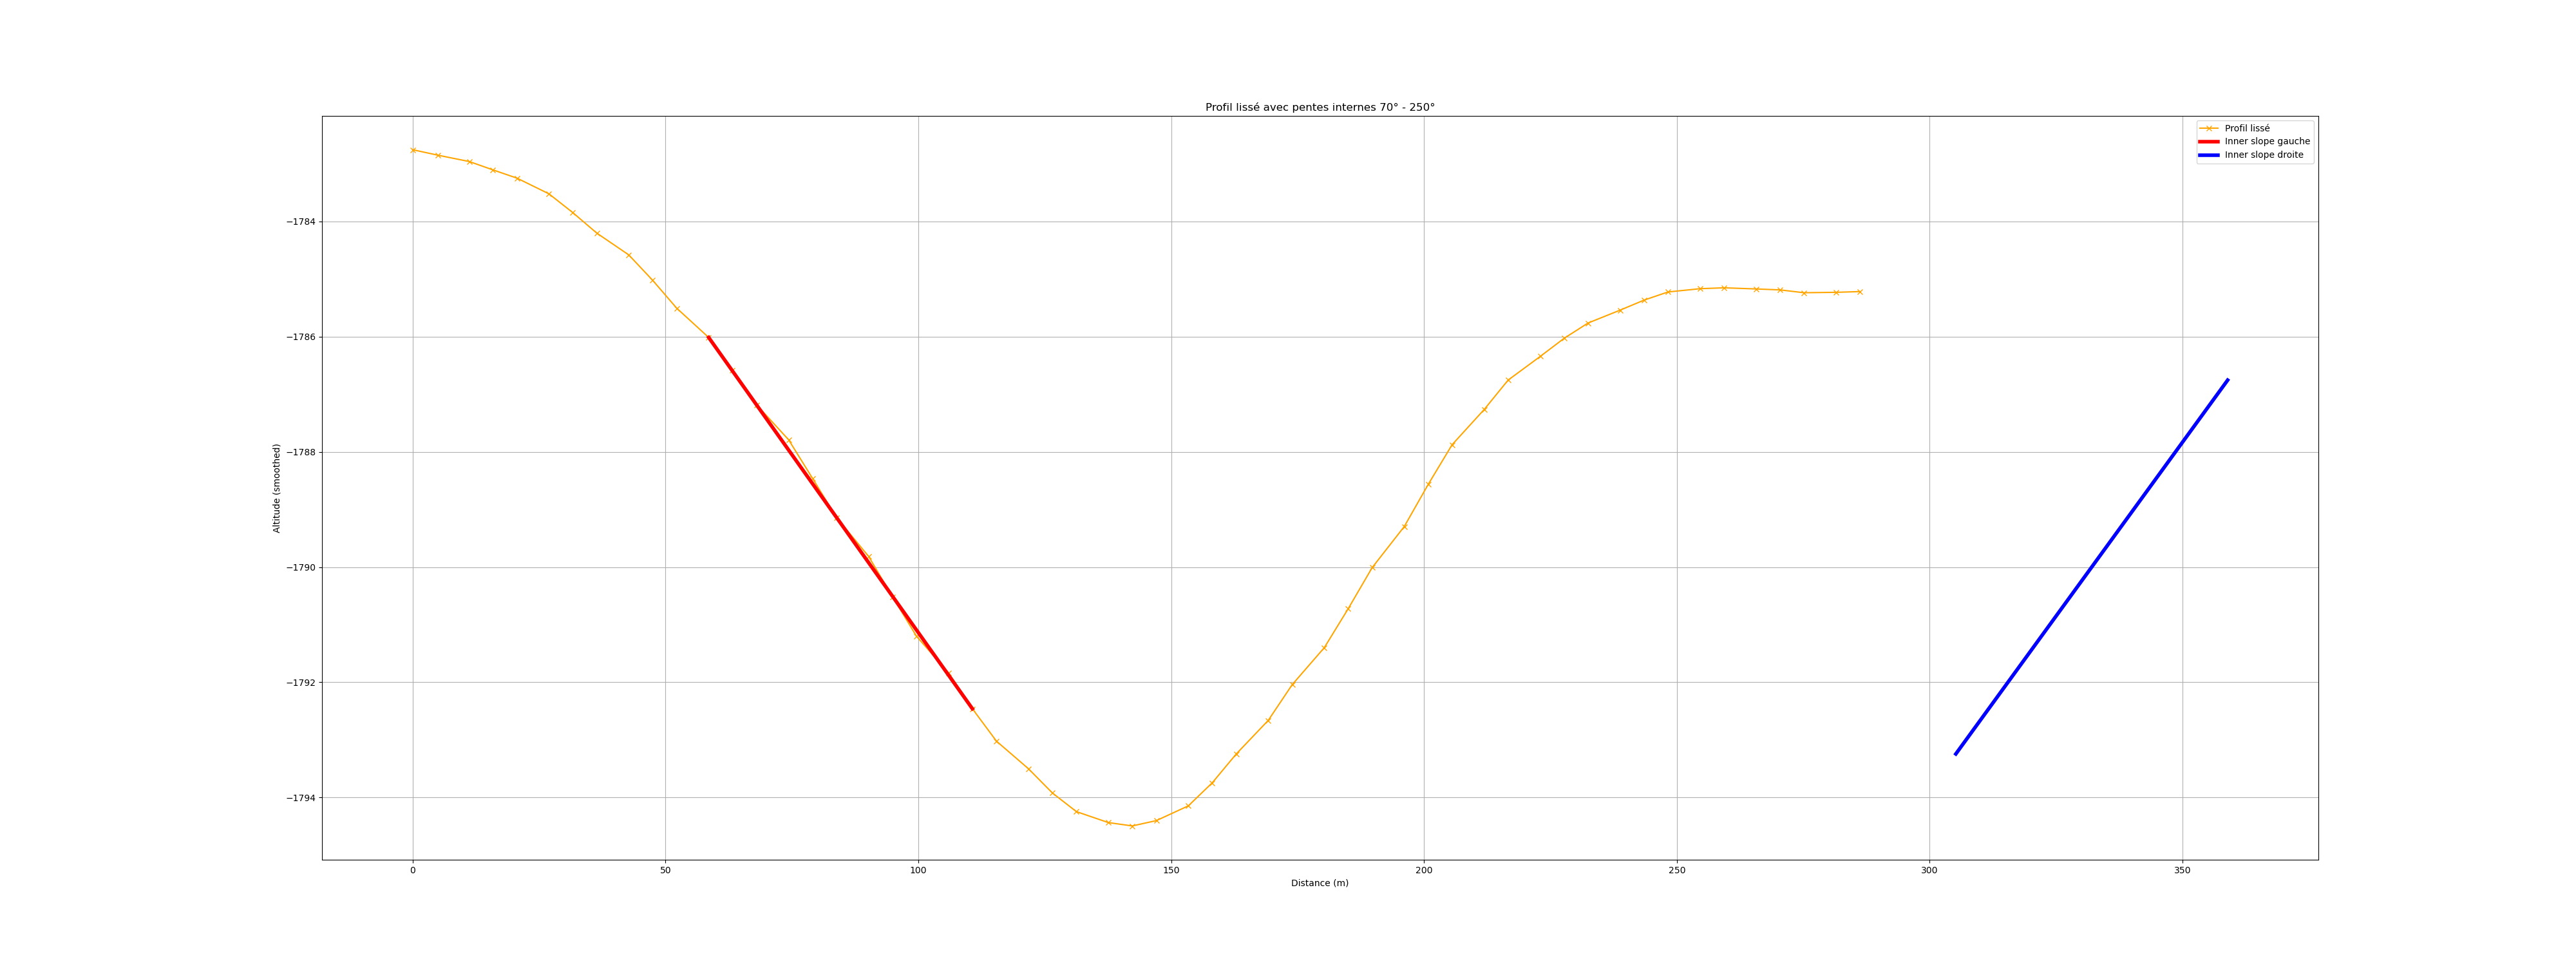 Profil lissé avec pentes internes 70° - 250°
Profil lissé
Inner slope gauche
Inner slope droite
−1784
−1786
−1788
−1790
−1792
−1794
Altitude (smoothed)
0 50 100 150 200 250 300 350
Distance (m)